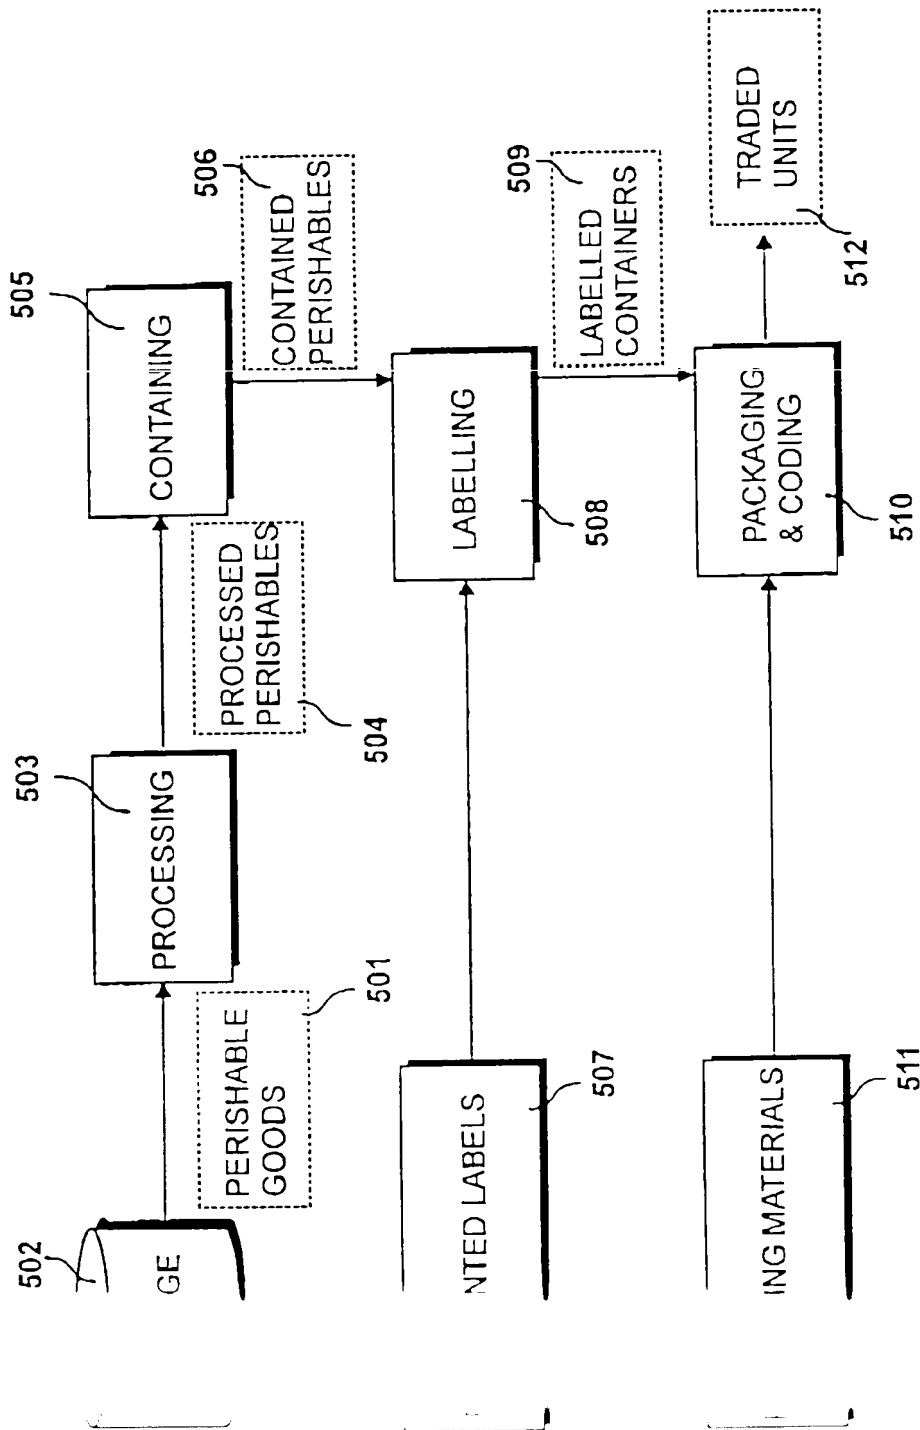 502
GE
PERISHABLE
GOODS
501
503
PROCESSING
PROCESSED
PERISHABLES
504
505
CONTAINING
506
CONTAINED
PERISHABLES
NTED LABELS
507
LABELLING
508
509
LABELLED
CONTAINERS
ING MATERIALS
511
PACKAGING
& CODING
510
TRADED
UNITS
512